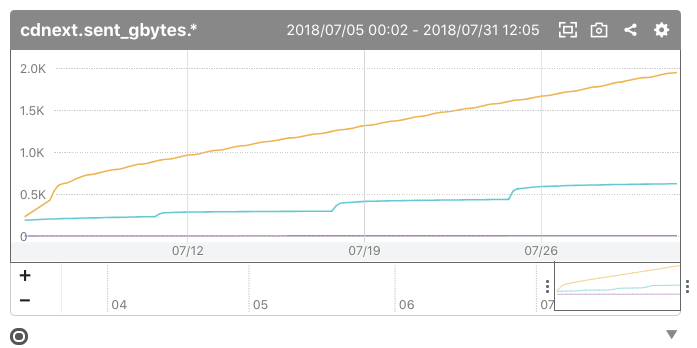 cdnext.sent_gbytes.* 2018/07/05 00:02 - 2018/07/31 12:05
2.0K
1.5K
1.0K
0.5K
0
07/12 07/19 07/26
+
−
04 05 06 07